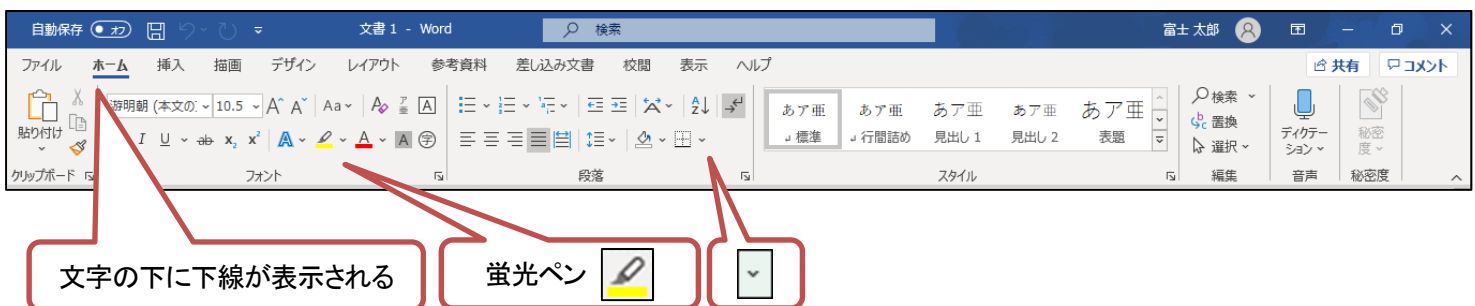 自動保存 オフ 文書 1 - Word 検索 富士 太郎
ファイル ホーム 挿入 描画 デザイン レイアウト 参考資料 差し込み文書 校閲 表示 ヘルプ 共有 コメント
貼り付け 游明朝 (本文の 10.5 A A Aa A A
I U ab x₂ x² A A A 字
A Z
あア亜 あア亜 あア亜 あア亜 あア亜
↲ 標準 ↲ 行間詰め 見出し 1 見出し 2 表題
検索
置換
選択
ディクテーション
秘密度
クリップボード フォント 段落 スタイル 編集 音声 秘密度
文字の下に下線が表示される 蛍光ペン